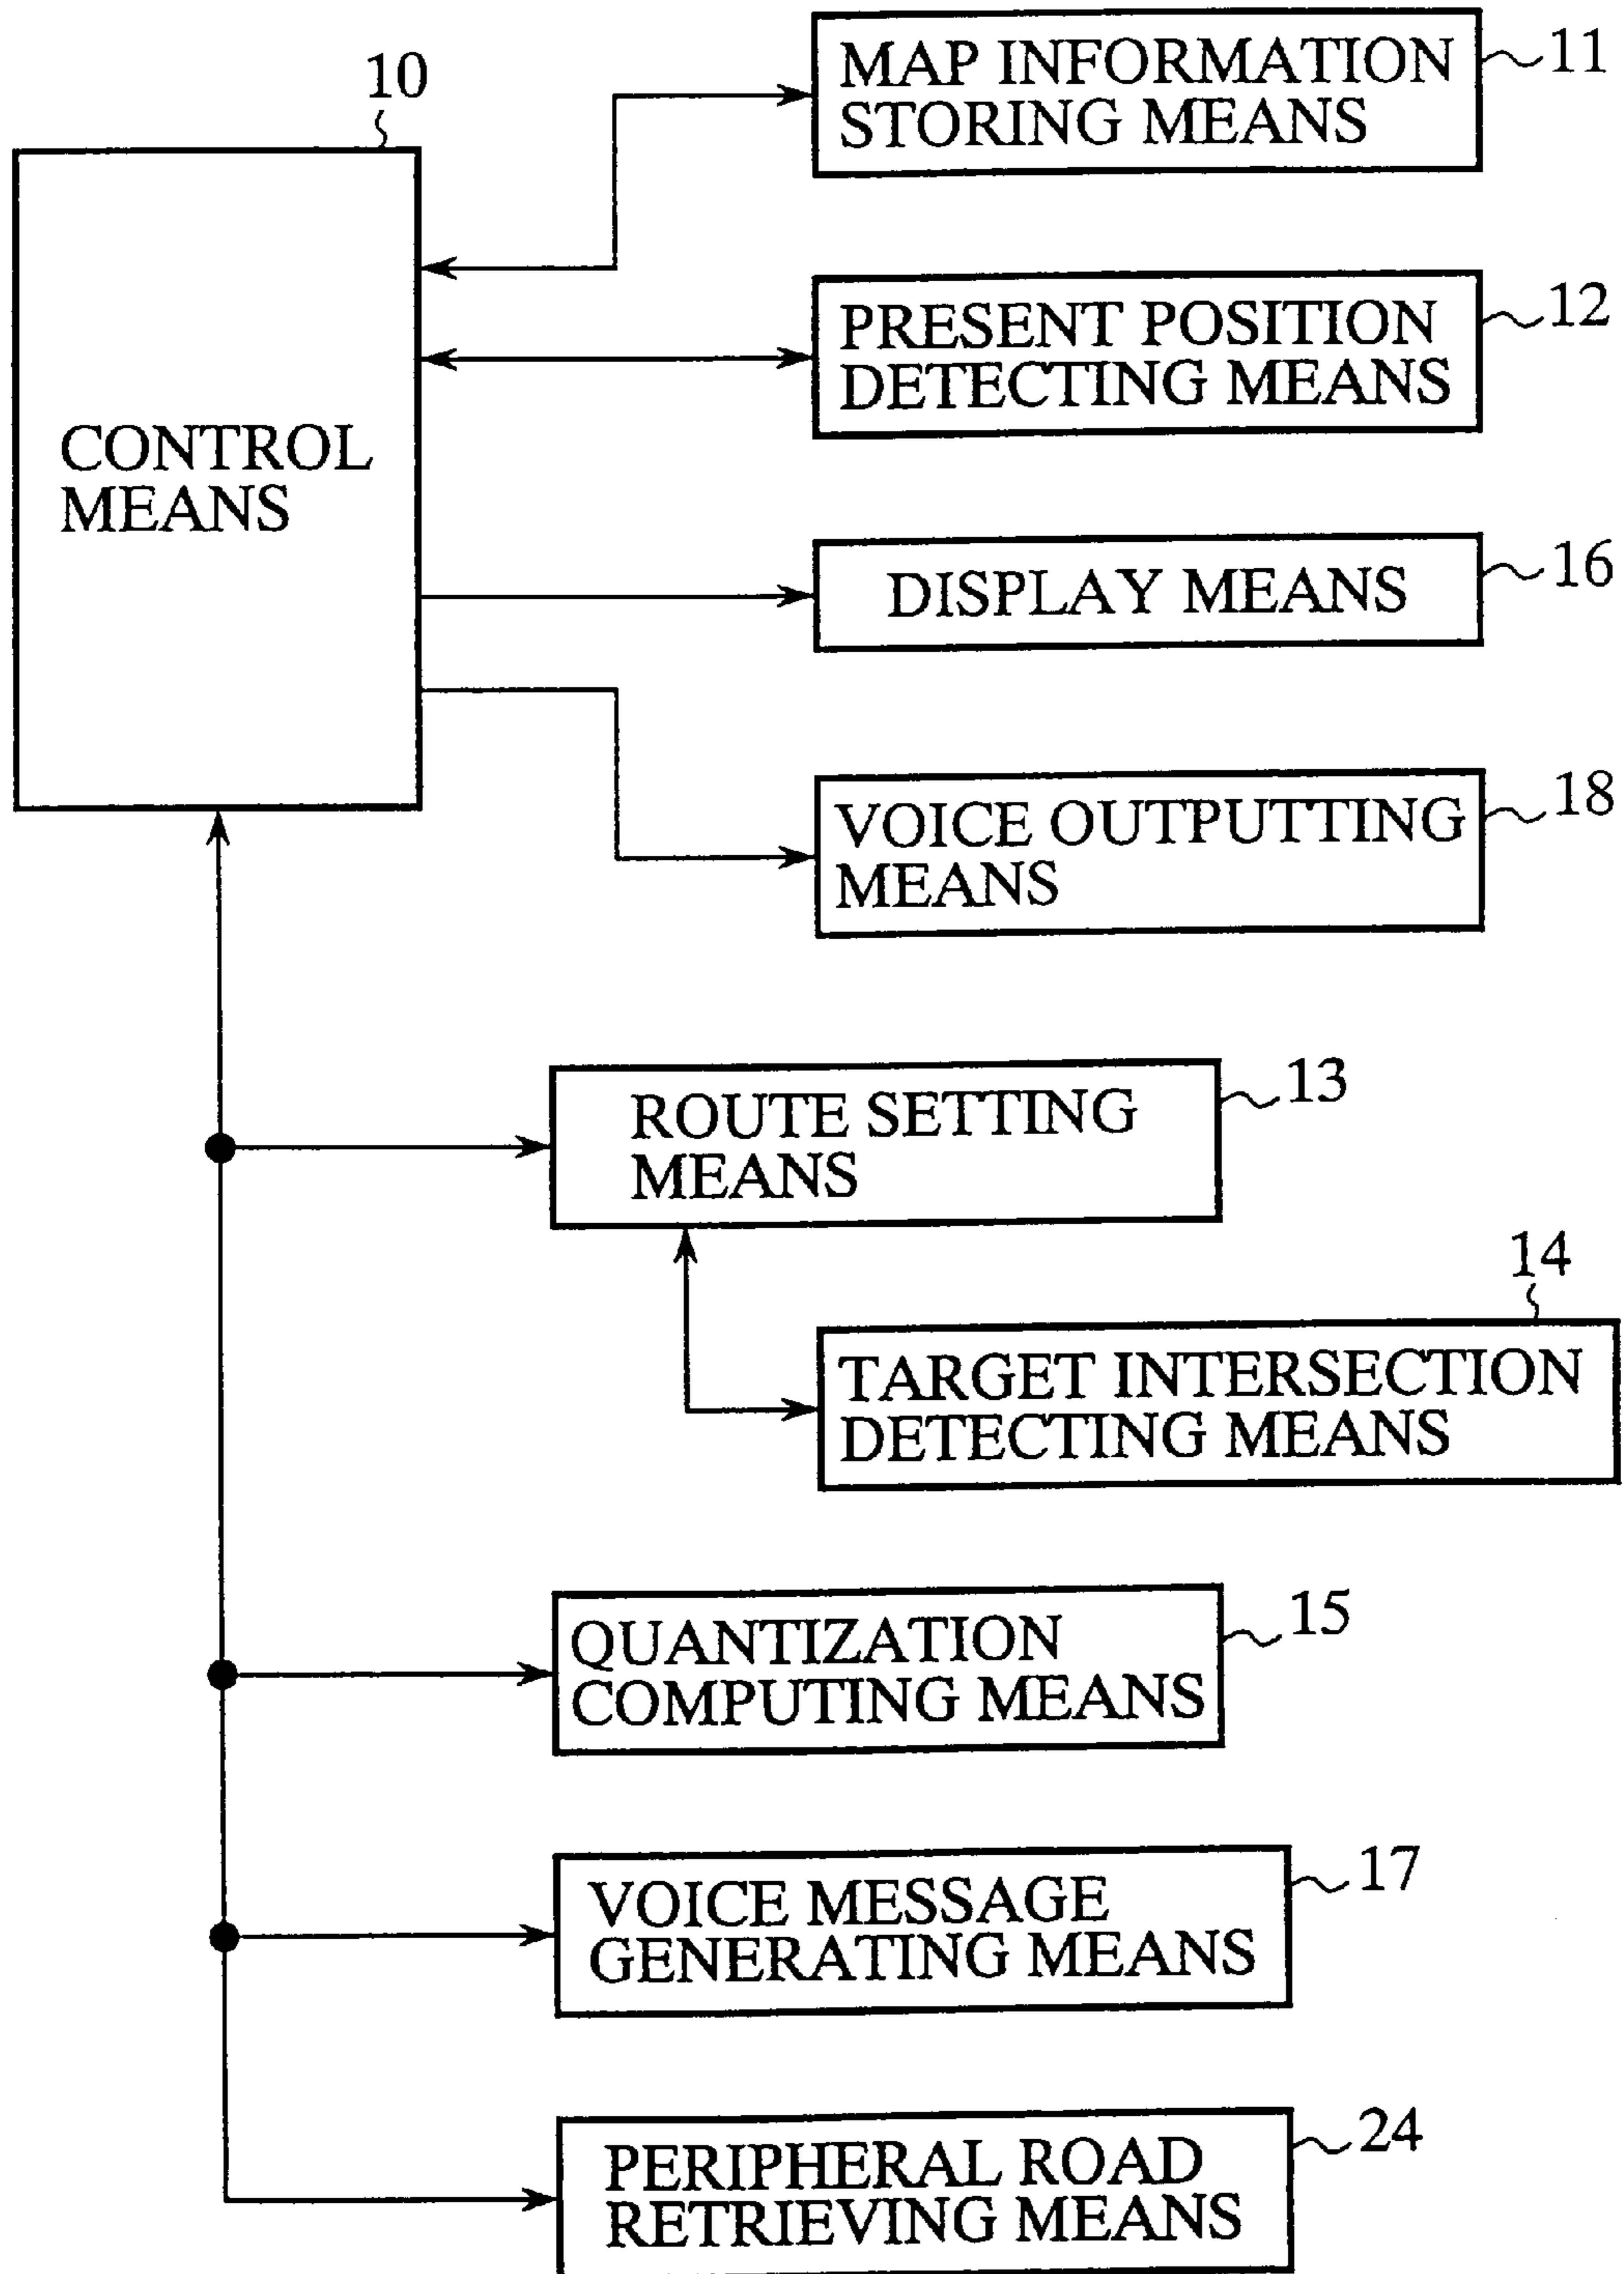 10
CONTROL
MEANS
MAP INFORMATION
STORING MEANS
11
PRESENT POSITION
DETECTING MEANS
12
DISPLAY MEANS
16
VOICE OUTPUTTING
MEANS
18
ROUTE SETTING
MEANS
13
14
TARGET INTERSECTION
DETECTING MEANS
QUANTIZATION
COMPUTING MEANS
15
VOICE MESSAGE
GENERATING MEANS
17
PERIPHERAL ROAD
RETRIEVING MEANS
24